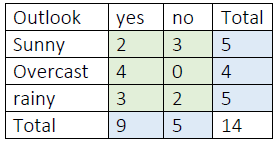 Outlook yes no Total
Sunny 2 3 5
Overcast 4 0 4
rainy 3 2 5
Total 9 5 14